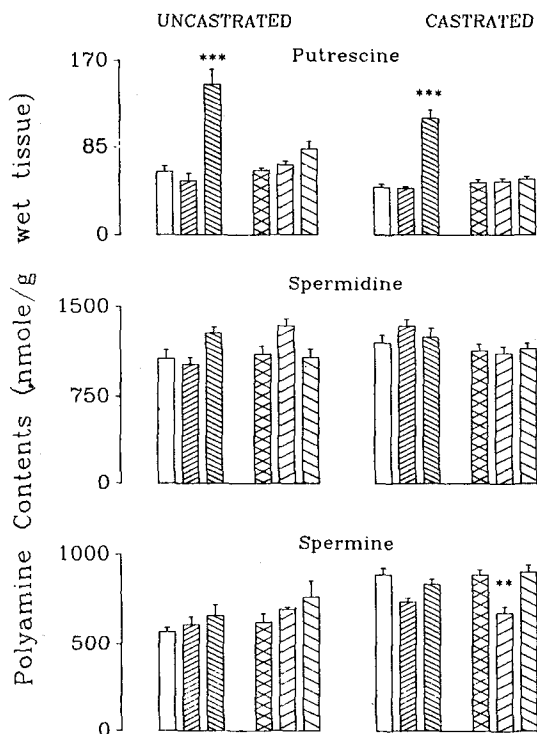 UNCASTRATED CASTRATED
Putrescine
170
*** ***
85
0
Spermidine
1500
750
0
Spermine
1000
**
500
0
Polyamine Contents (nmole/g wet tissue)